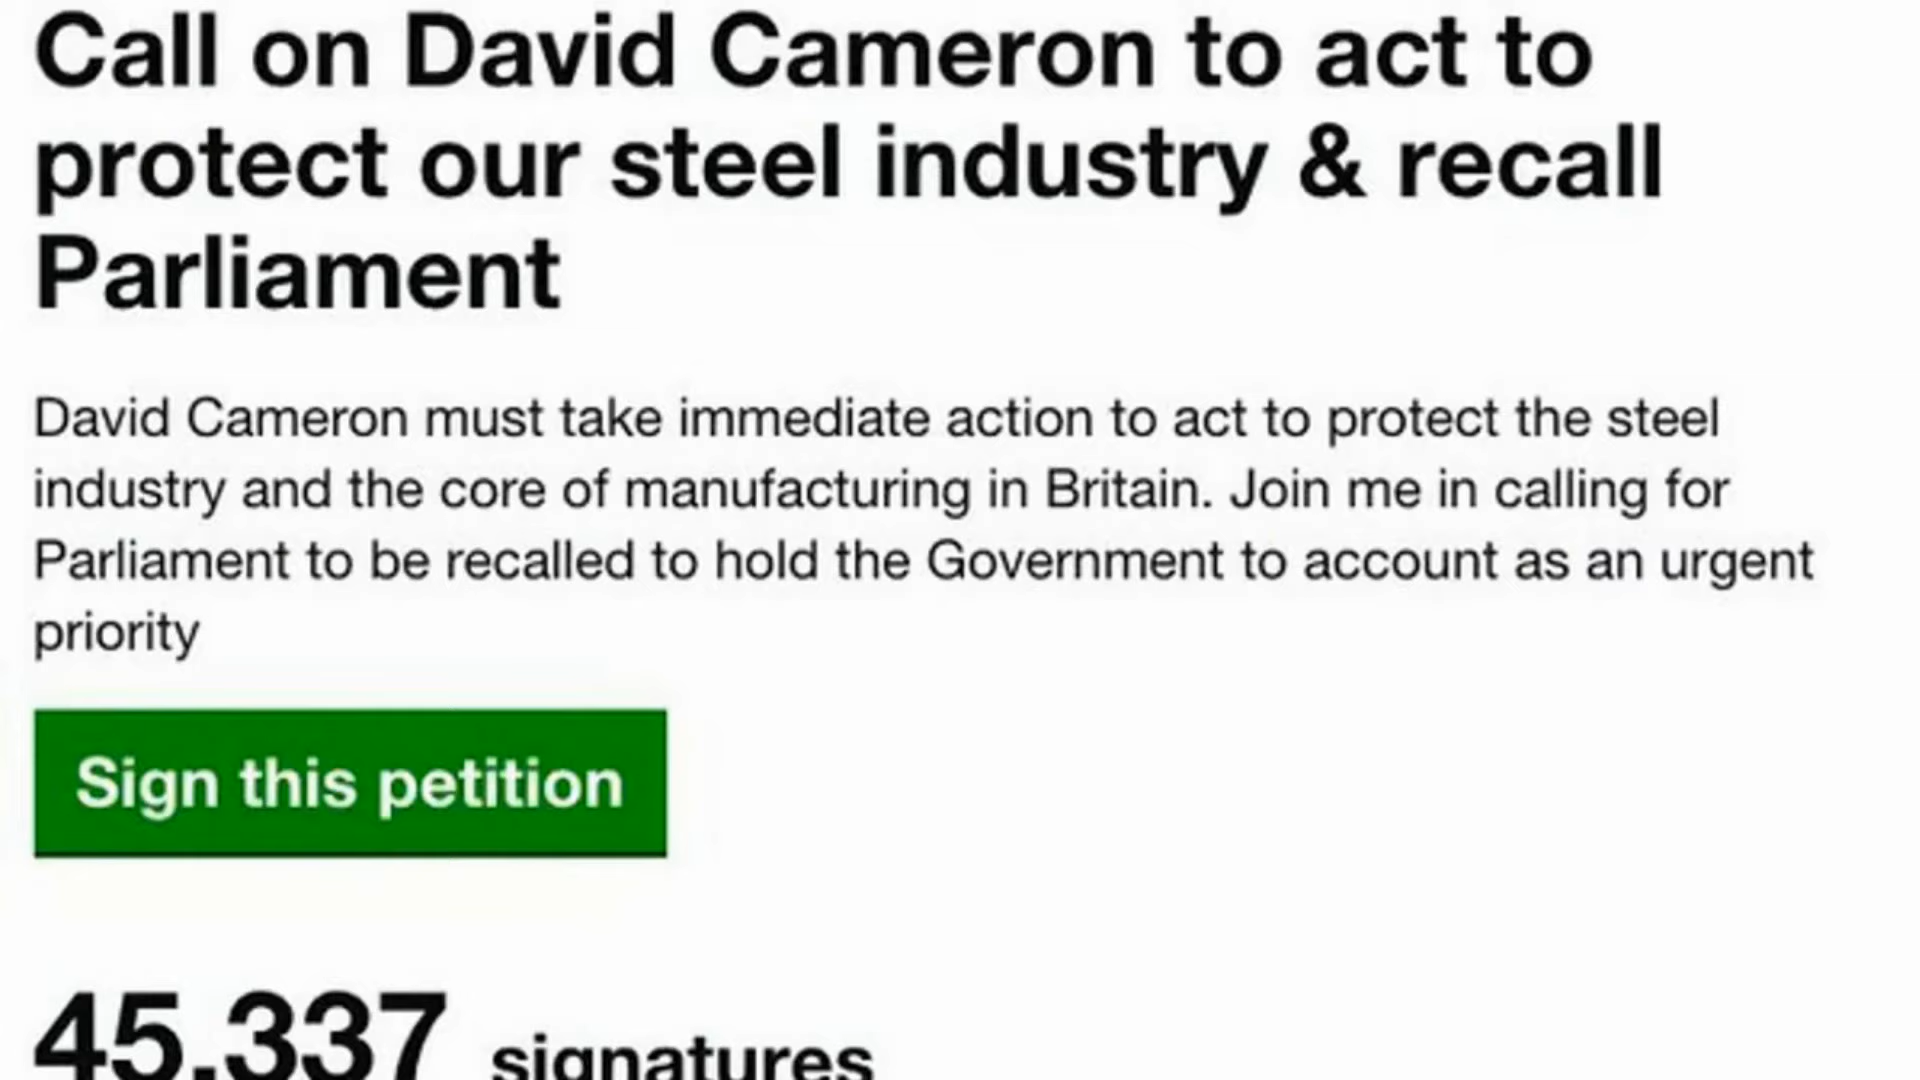 Call on David Cameron to act to
protect our steel industry & recall
Parliament
David Cameron must take immediate action to act to protect the steel
industry and the core of manufacturing in Britain. Join me in calling for
Parliament to be recalled to hold the Government to account as an urgent
priority
Sign this petition
45,337 signatures